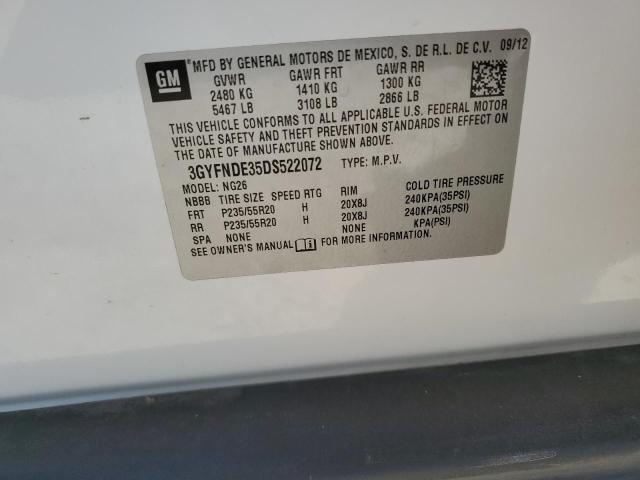 GM MFD BY GENERAL MOTORS DE MEXICO, S. DE R.L. DE C.V. 09/12
GVWR GAWR FRT GAWR RR
2480 KG 1410 KG 1300 KG
5467 LB 3108 LB 2866 LB
THIS VEHICLE CONFORMS TO ALL APPLICABLE U.S. FEDERAL MOTOR
VEHICLE SAFETY AND THEFT PREVENTION STANDARDS IN EFFECT ON
THE DATE OF MANUFACTURE SHOWN ABOVE.
3GYFNDE35DS522072 TYPE: M.P.V.
MODEL: NG26
NBBB TIRE SIZE SPEED RTG RIM COLD TIRE PRESSURE
FRT P235/55R20 H 20X8J 240KPA(35PSI)
RR P235/55R20 H 20X8J 240KPA(35PSI)
SPA NONE NONE KPA(PSI)
SEE OWNER'S MANUAL FOR MORE INFORMATION.